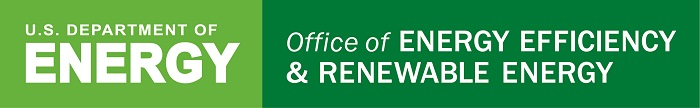 U.S. DEPARTMENT OF
ENERGY
Office of ENERGY EFFICIENCY
& RENEWABLE ENERGY